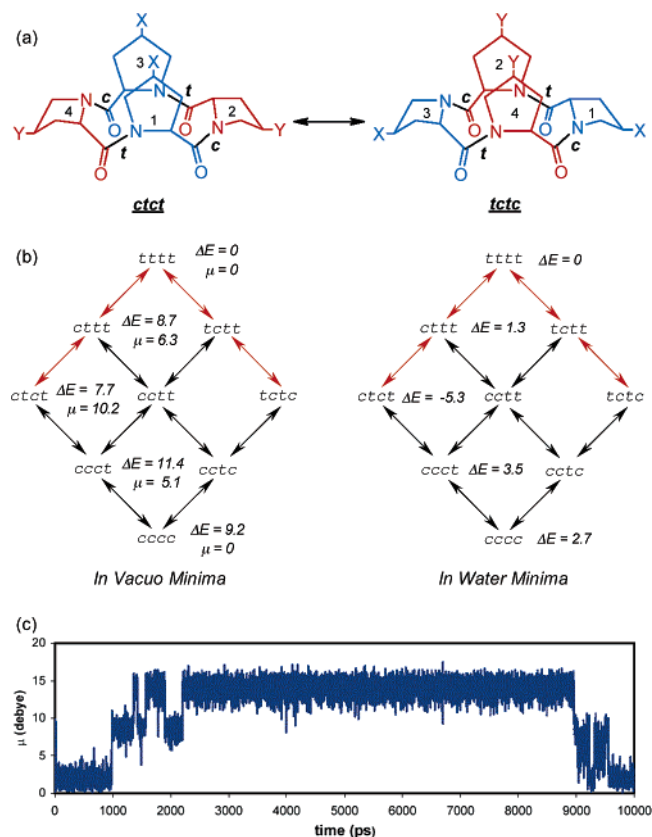 (a)
X
Y
3
X
2
Y
4
N
c
N
t
2
3
N
c
N
t
1
Y
O
N
1
O
N
Y
X
O
N
4
O
N
X
O
t
c
O
t
c
O
O
ctct
tctc
(b)
tttt
ΔE = 0
μ = 0
tttt
ΔE = 0
cttt
ΔE = 8.7
μ = 6.3
tctt
cttt
ΔE = 1.3
tctt
ctct
ΔE = 7.7
μ = 10.2
cctt
tctc
ctct
ΔE = -5.3
cctt
tctc
ccct
ΔE = 11.4
μ = 5.1
cctc
ccct
ΔE = 3.5
cctc
cccc
ΔE = 9.2
μ = 0
cccc
ΔE = 2.7
In Vacuo Minima
In Water Minima
(c)
μ (debye)
20
15
10
5
0
0 1000 2000 3000 4000 5000 6000 7000 8000 9000 10000
time (ps)